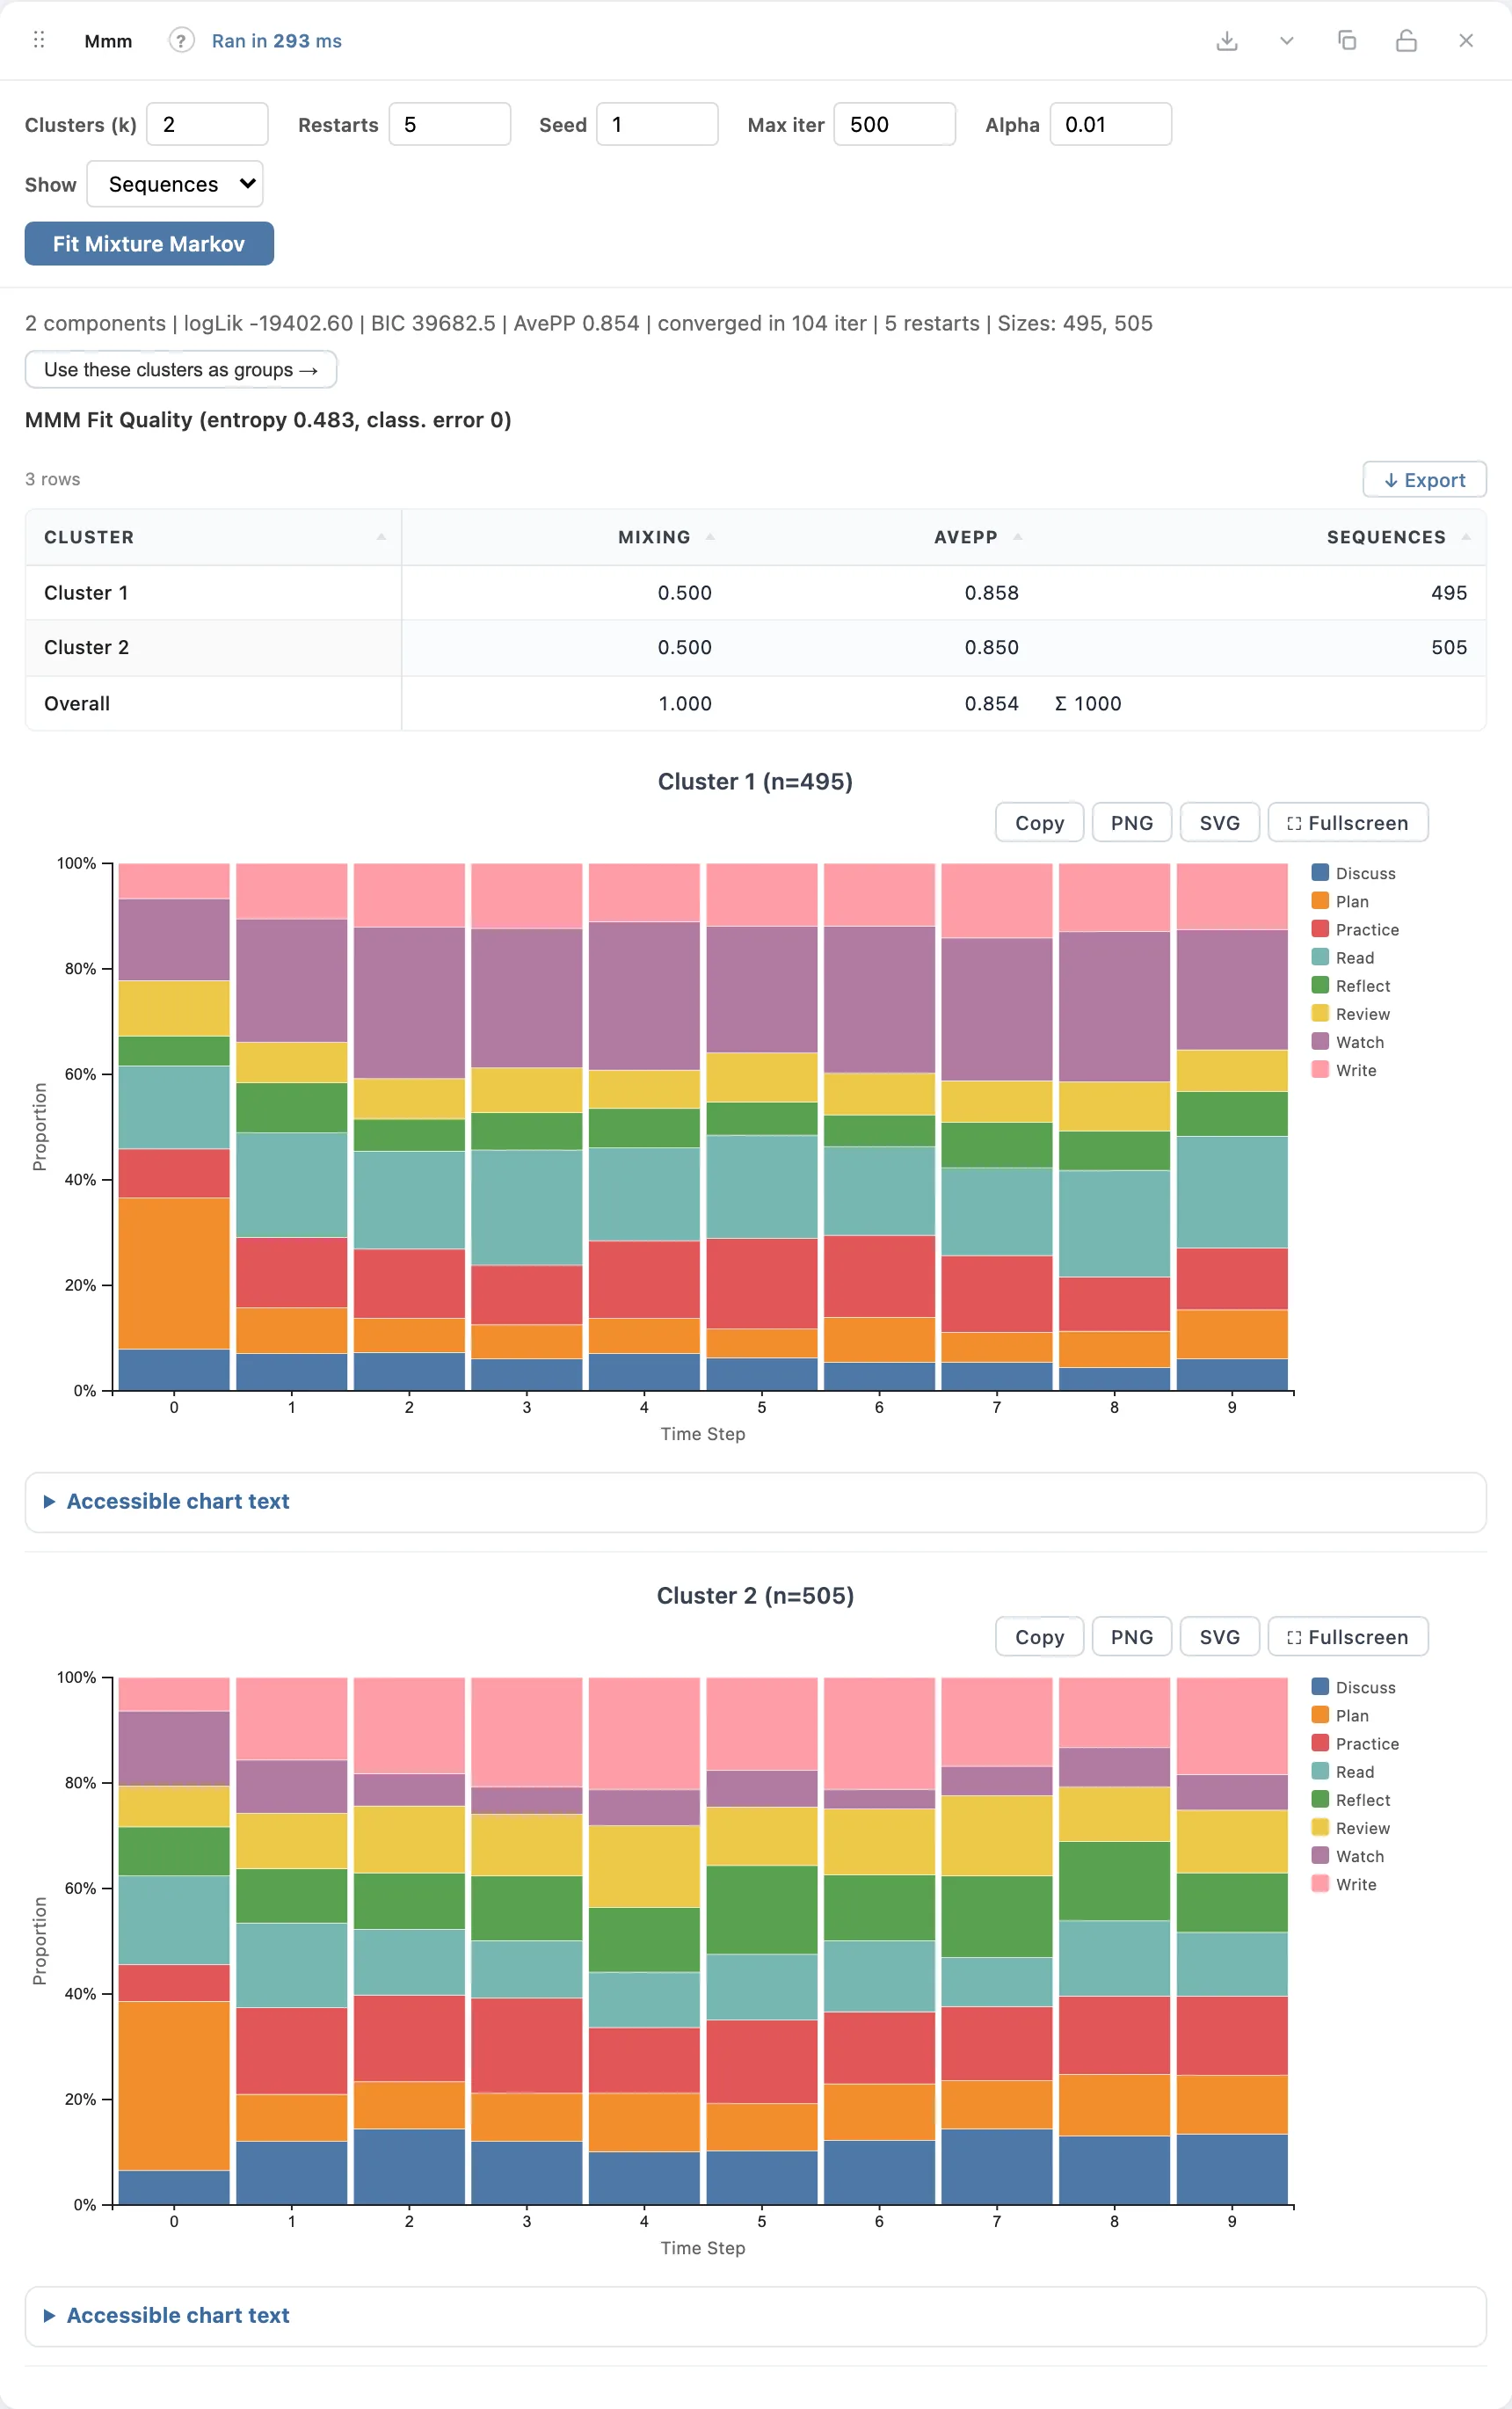 Mmm ? Ran in 293 ms
Clusters (k) 2 Restarts 5 Seed 1 Max iter 500 Alpha 0.01
Show Sequences
Fit Mixture Markov
2 components | logLik -19402.60 | BIC 39682.5 | AvePP 0.854 | converged in 104 iter | 5 restarts | Sizes: 495, 505
Use these clusters as groups →
MMM Fit Quality (entropy 0.483, class. error 0)
3 rows
↓ Export
CLUSTER MIXING AVEPP SEQUENCES
Cluster 1 0.500 0.858 495
Cluster 2 0.500 0.850 505
Overall 1.000 0.854 Σ 1000
Cluster 1 (n=495)
Copy PNG SVG Fullscreen
100%
80%
60%
40%
20%
0%
Proportion
0 1 2 3 4 5 6 7 8 9
Time Step
Discuss
Plan
Practice
Read
Reflect
Review
Watch
Write
Accessible chart text
Cluster 2 (n=505)
Copy PNG SVG Fullscreen
100%
80%
60%
40%
20%
0%
Proportion
0 1 2 3 4 5 6 7 8 9
Time Step
Discuss
Plan
Practice
Read
Reflect
Review
Watch
Write
Accessible chart text